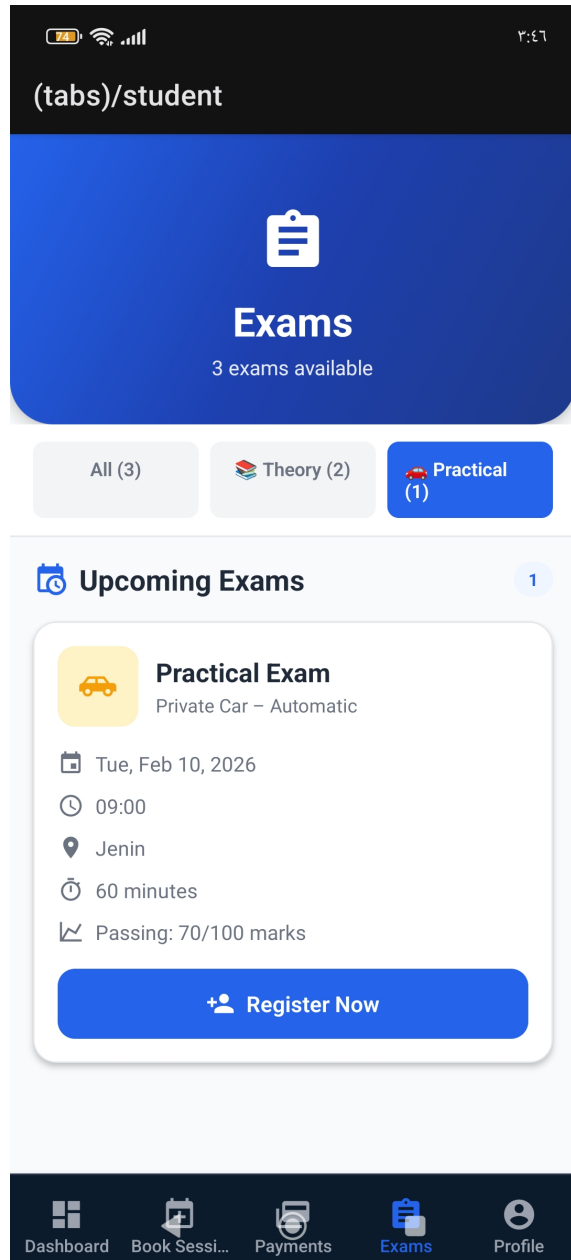 74
٣:٤٦
(tabs)/student
Exams
3 exams available
All (3)
📚 Theory (2)
🚗 Practical
(1)
Upcoming Exams
1
Practical Exam
Private Car – Automatic
Tue, Feb 10, 2026
09:00
Jenin
60 minutes
Passing: 70/100 marks
Register Now
Dashboard
Book Sessi...
Payments
Exams
Profile